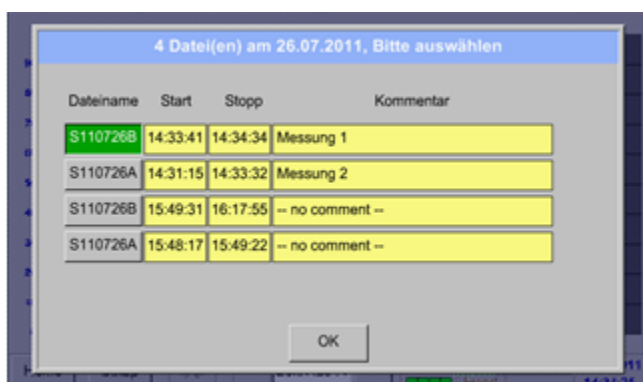 4 Datei(en) am 26.07.2011, Bitte auswählen
Dateiname Start Stopp Kommentar
S110726B 14:33:41 14:34:34 Messung 1
S110726A 14:31:15 14:33:32 Messung 2
S110726B 15:49:31 16:17:55 -- no comment --
S110726A 15:48:17 15:49:22 -- no comment --
OK